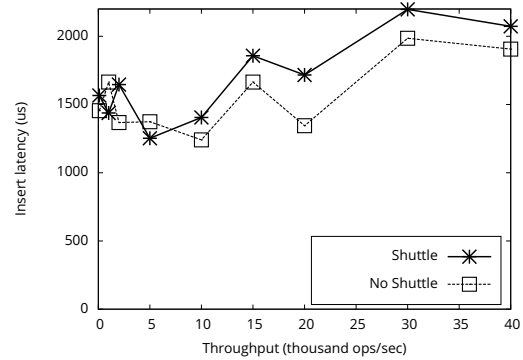 2000
1500
1000
500
0
Insert latency (us)
Shuttle
No Shuttle
0 5 10 15 20 25 30 35 40
Throughput (thousand ops/sec)